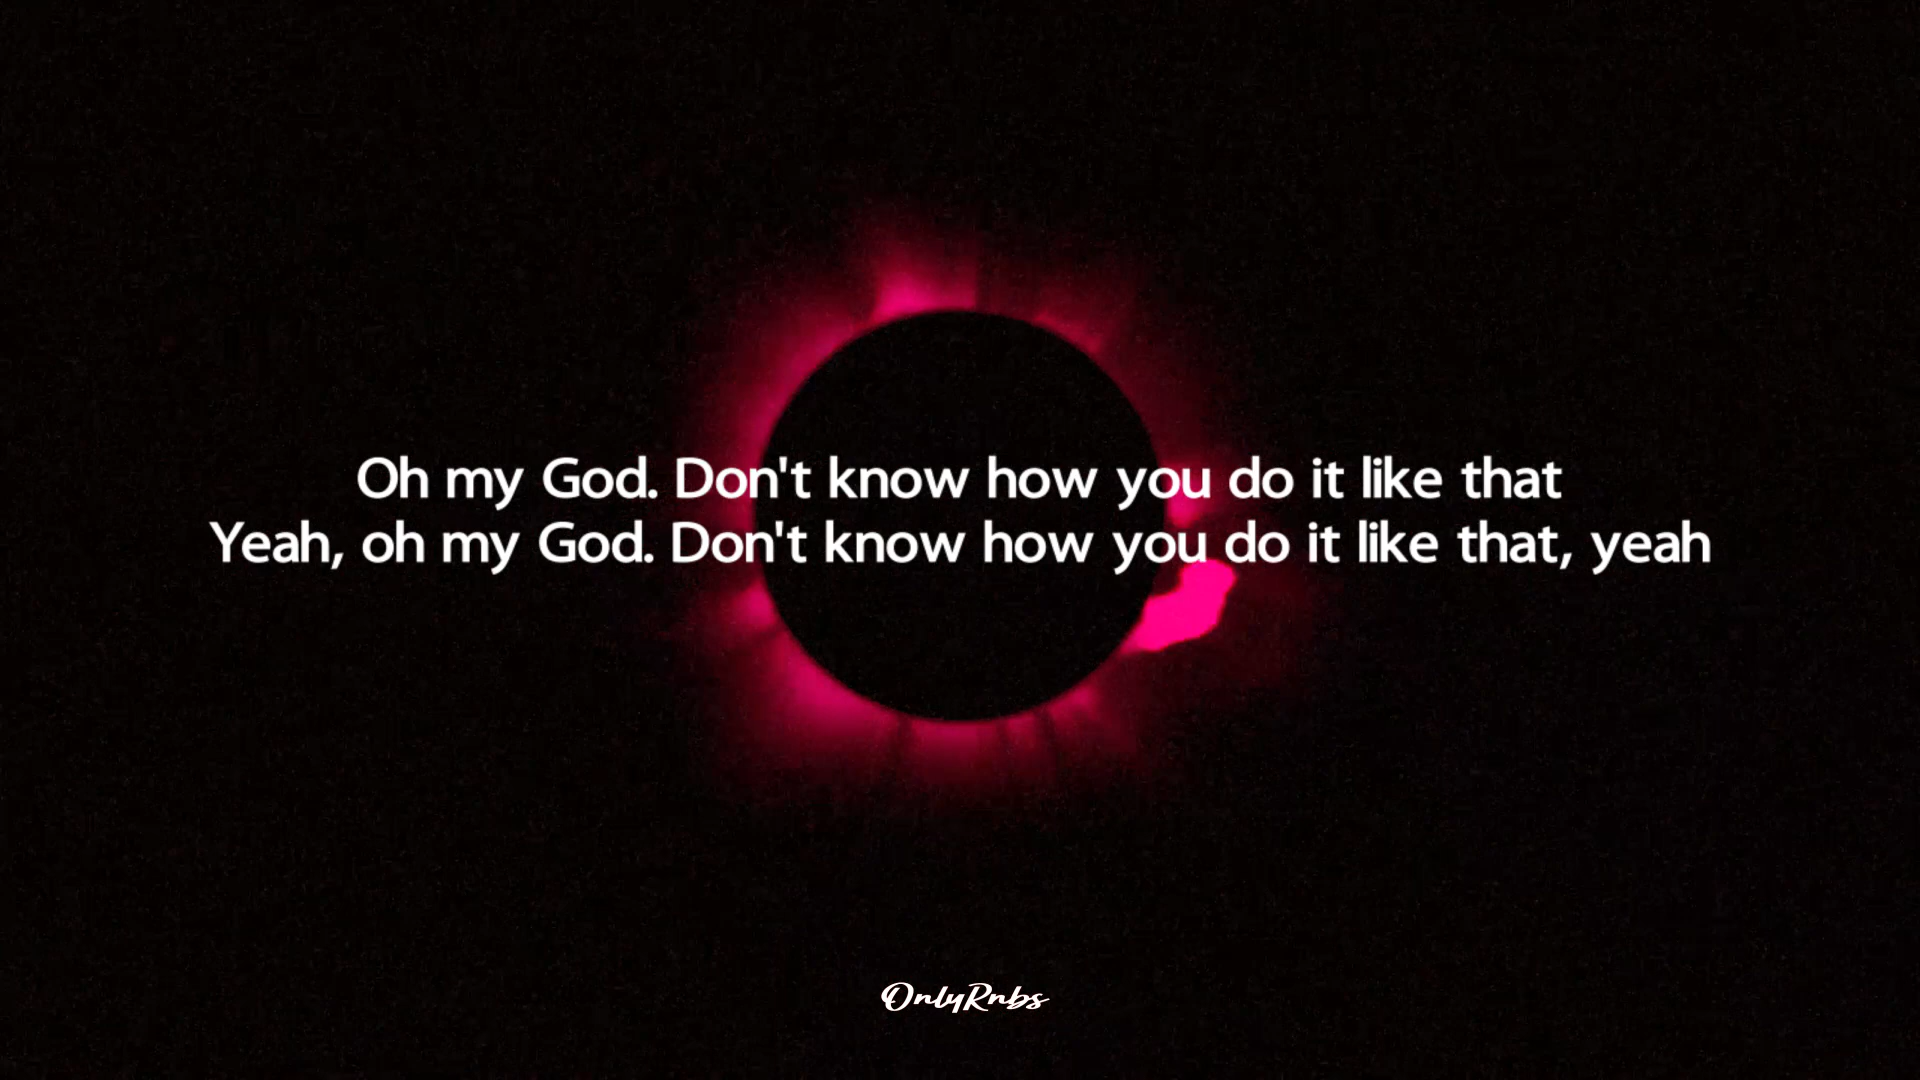 Oh my God. Don't know how you do it like that
Yeah, oh my God. Don't know how you do it like that, yeah
OnlyRnbs